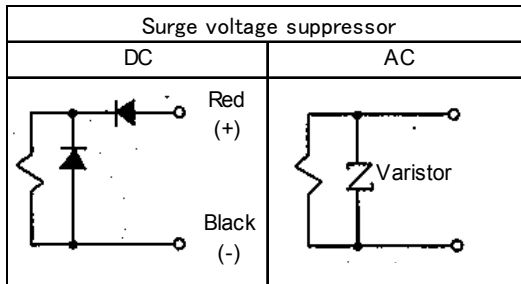 Surge voltage suppressor
DC
AC
Red
(+)
Black
(-)
Varistor